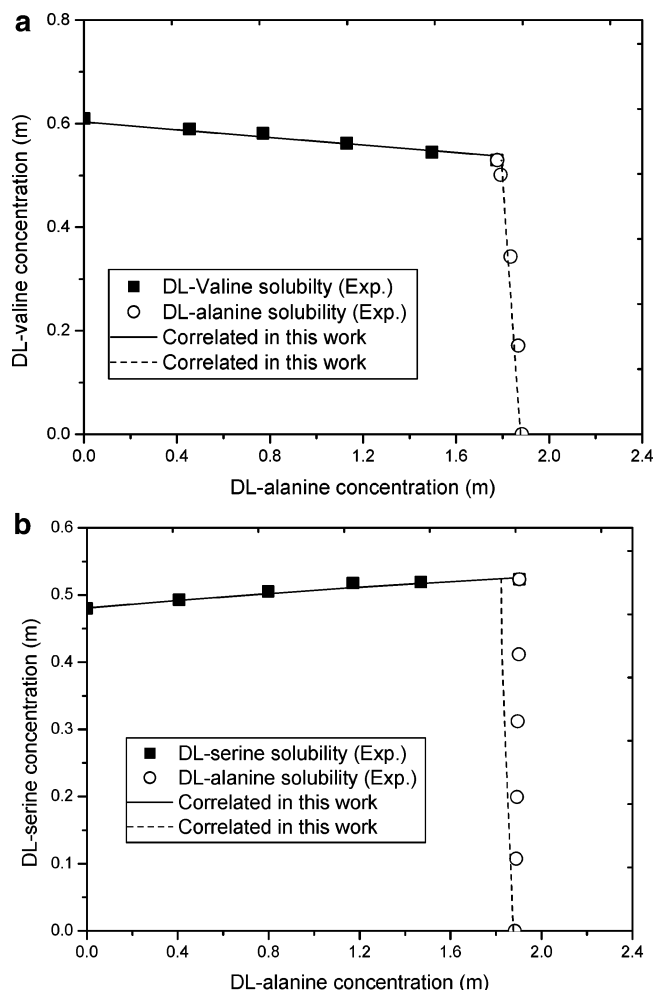 a
0.8
0.6
0.4
0.2
0.0
DL-valine concentration (m)
DL-Valine solubilty (Exp.)
DL-alanine solubility (Exp.)
Correlated in this work
Correlated in this work
0.0 0.4 0.8 1.2 1.6 2.0 2.4
DL-alanine concentration (m)
b
0.6
0.5
0.4
0.3
0.2
0.1
0.0
DL-serine concentration (m)
DL-serine solubility (Exp.)
DL-alanine solubility (Exp.)
Correlated in this work
Correlated in this work
0.0 0.4 0.8 1.2 1.6 2.0 2.4
DL-alanine concentration (m)